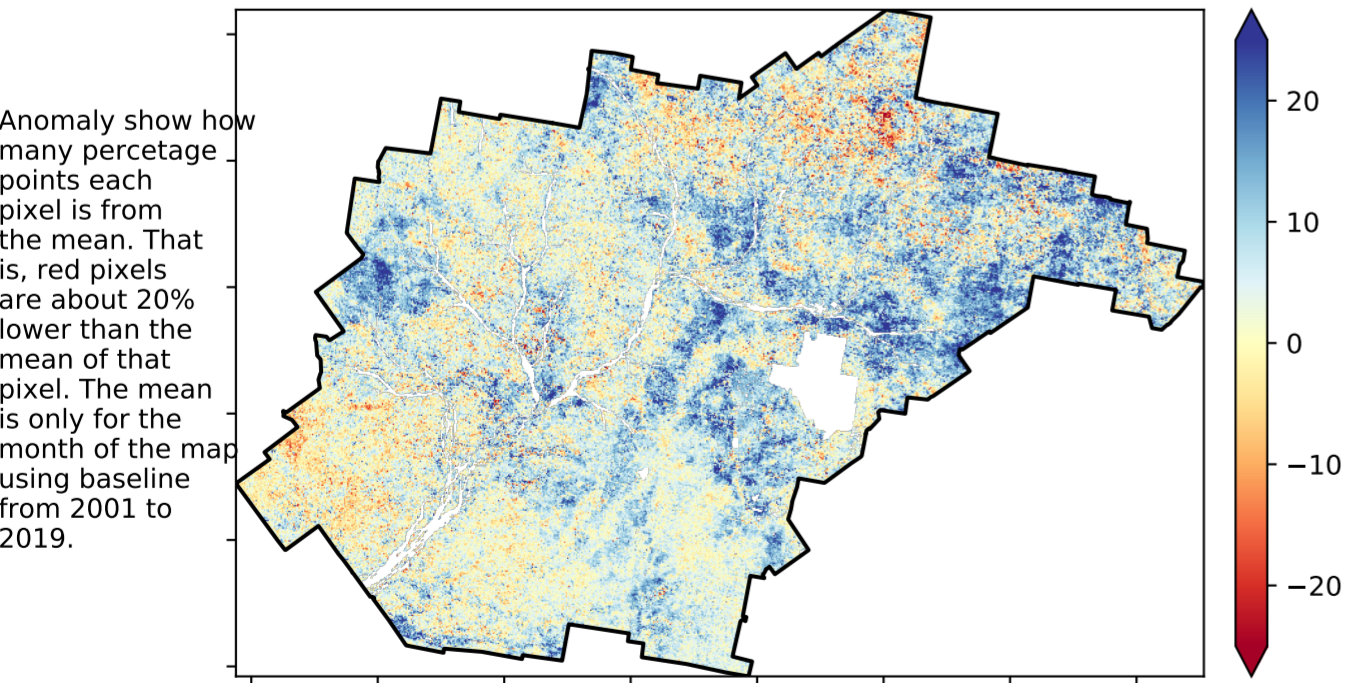 Anomaly show how
many percetage
points each
pixel is from
the mean. That
is, red pixels
are about 20%
lower than the
mean of that
pixel. The mean
is only for the
month of the map
using baseline
from 2001 to
2019.
20
10
0
−10
−20